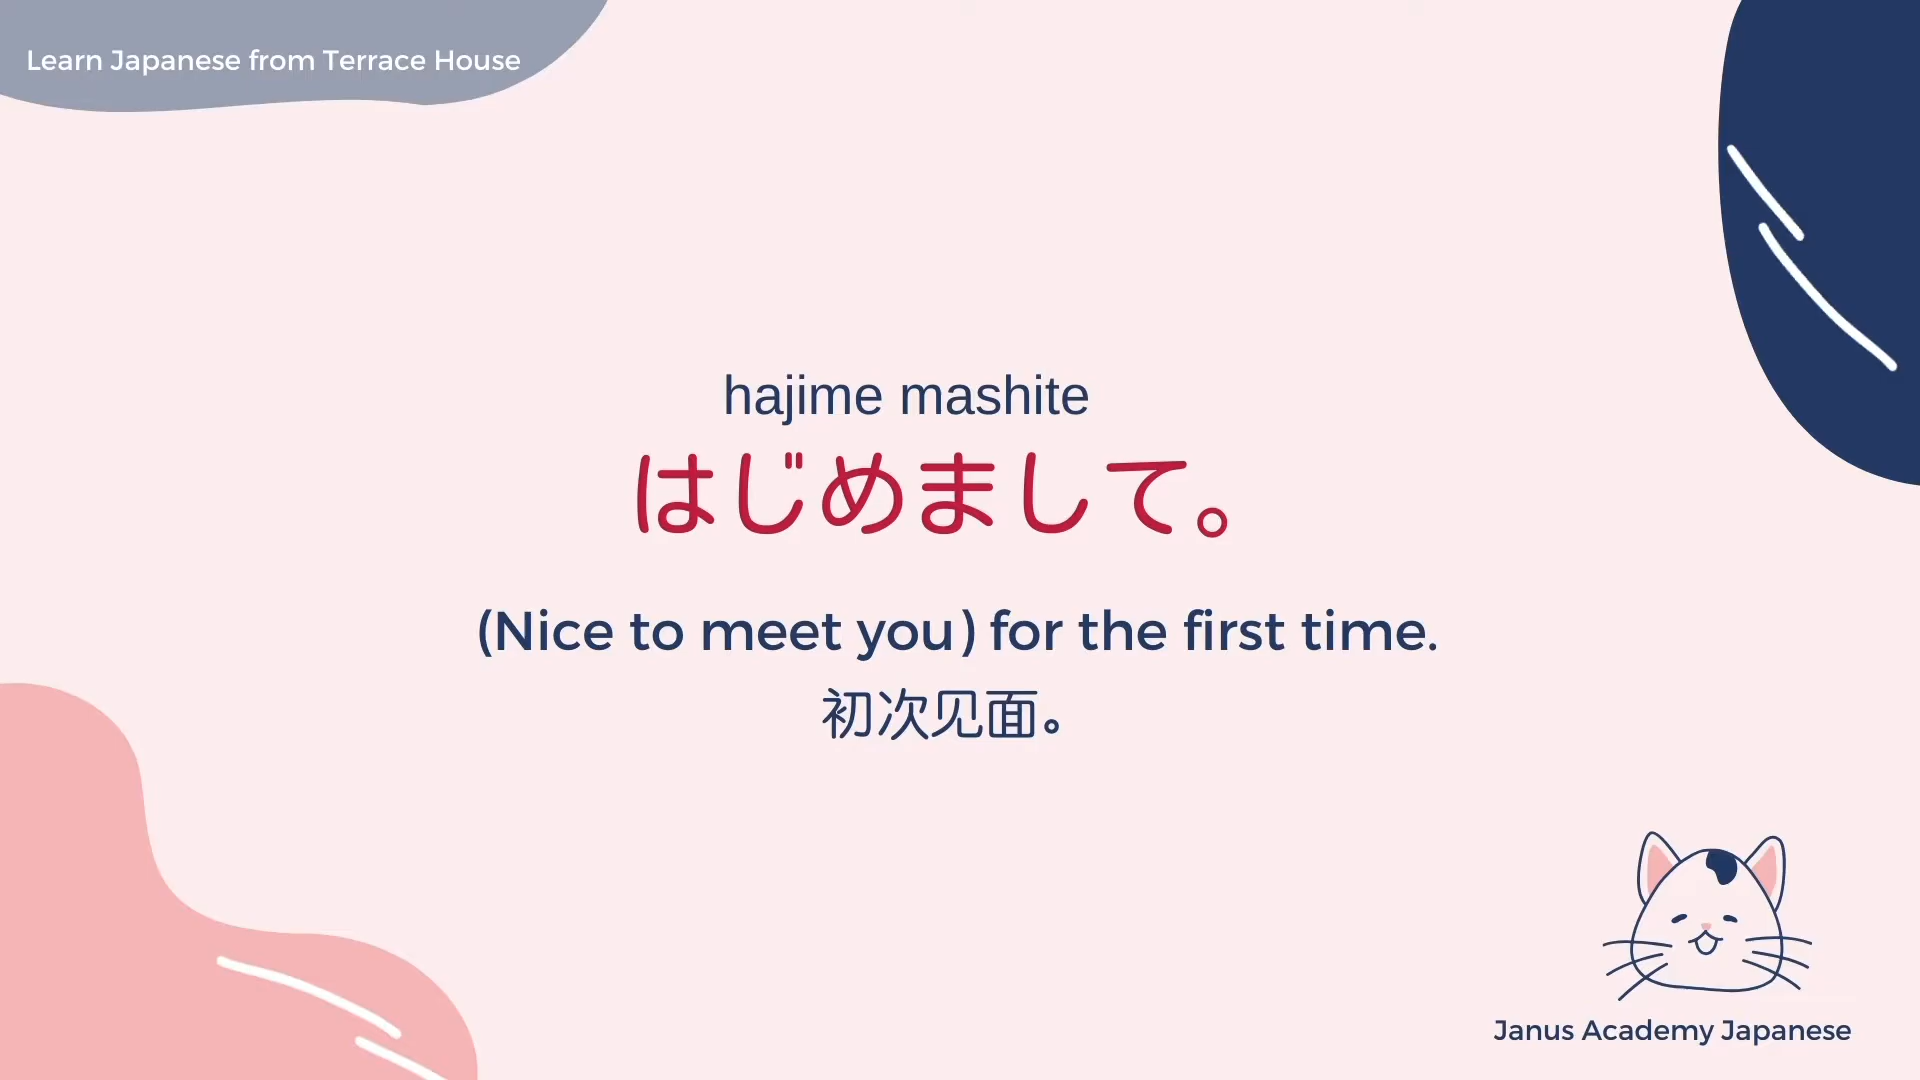 Learn Japanese from Terrace House
hajime mashite
はじめまして。
(Nice to meet you) for the first time.
初次见面。
Janus Academy Japanese